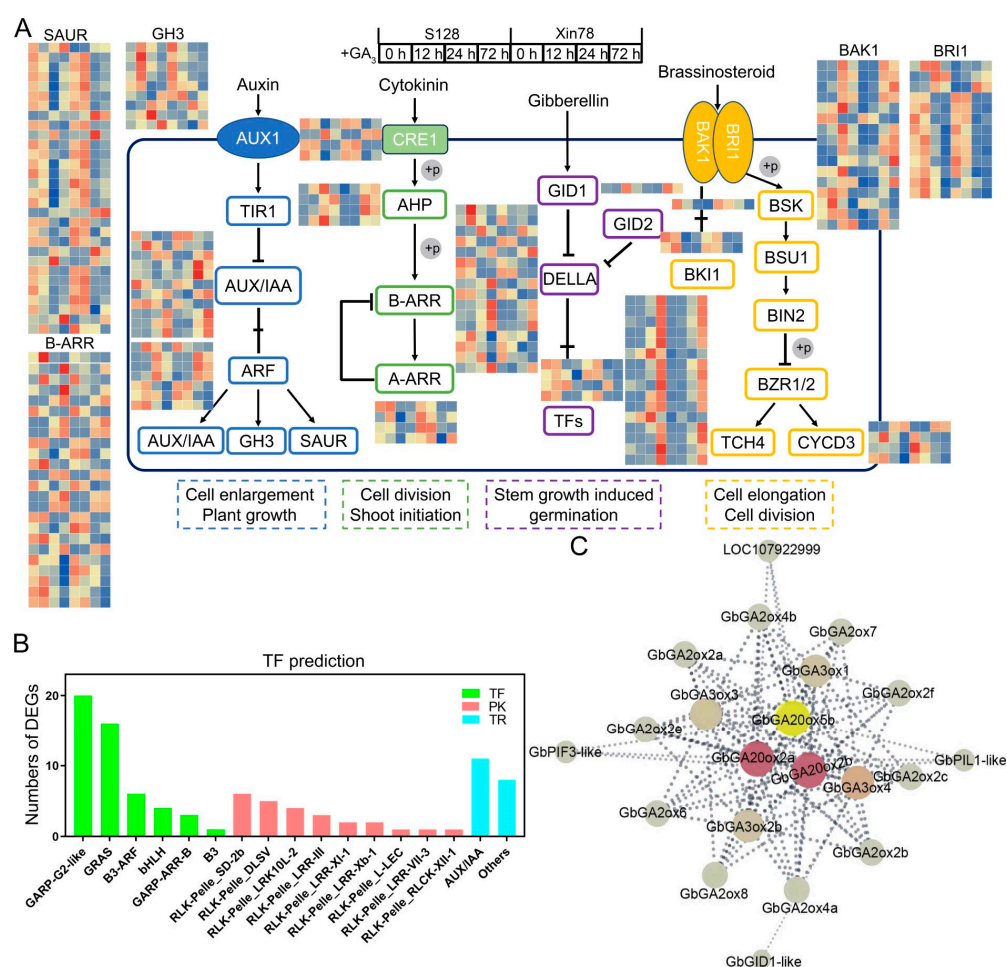 A
SAUR
GH3
S128 Xin78
+GA3 0 h 12 h 24 h 72 h 0 h 12 h 24 h 72 h
BAK1
BRI1
Auxin
Cytokinin
Gibberellin
Brassinosteroid
AUX1
CRE1
BAK1
BRI1
+p
+p
TIR1
AHP
GID1
GID2
BSK
+p
AUX/IAA
B-ARR
DELLA
BKI1
BSU1
BIN2
+p
B-ARR
ARF
A-ARR
BZR1/2
AUX/IAA
GH3
SAUR
TFs
TCH4
CYCD3
Cell enlargement
Plant growth
Cell division
Shoot initiation
Stem growth induced
germination
Cell elongation
Cell division
B
TF prediction
Numbers of DEGs
20
10
0
TF
PK
TR
GARP-G2-like
GRAS
B3-ARF
bHLH
GARP-ARR-B
B3
RLK-Pelle_SD-2b
RLK-Pelle_DLSV
RLK-Pelle_LRK10L-2
RLK-Pelle_LRR-III
RLK-Pelle_LRR-XI-1
RLK-Pelle_LRR-Xb-1
RLK-Pelle_L-LEC
RLK-Pelle_LRR-VII-3
RLK-Pelle_RLCK-XII-1
AUX/IAA
Others
C
LOC107922999
GbGA2ox4b
GbGA2ox7
GbGA2ox2a
GbGA3ox1
GbGA3ox3
GbGA2ox2f
GbGA20ox5b
GbGA2ox2e
GbPIF3-like
GbPIL1-like
GbGA20ox2a
GbGA20ox2b
GbGA2ox2c
GbGA3ox4
GbGA2ox6
GbGA3ox2b
GbGA2ox2b
GbGA2ox8
GbGA2ox4a
GbGID1-like